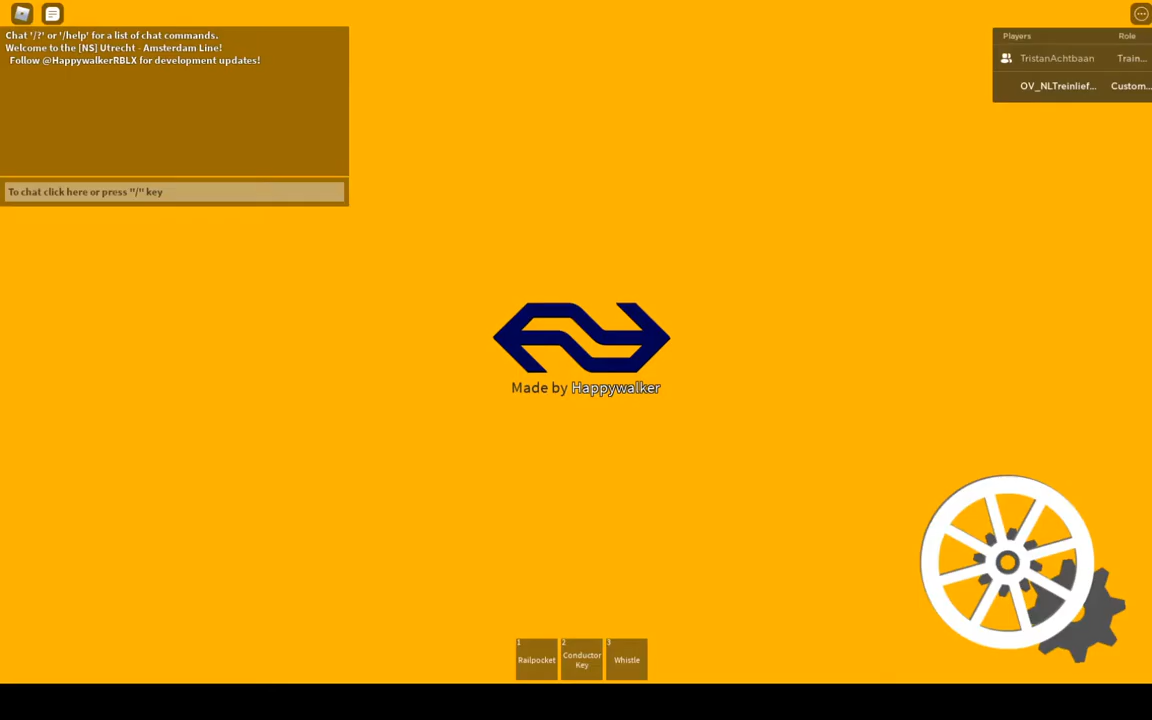 Chat '/?' or '/help' for a list of chat commands.
Welcome to the [NS] Utrecht - Amsterdam Line!
Follow @HappywalkerRBLX for development updates!
To chat click here or press "/" key
Players Role
TristanAchtbaan Train...
OV_NLTreinlief... Custom...
Made by Happywalker
1
Railpocket
2
Conductor
Key
3
Whistle